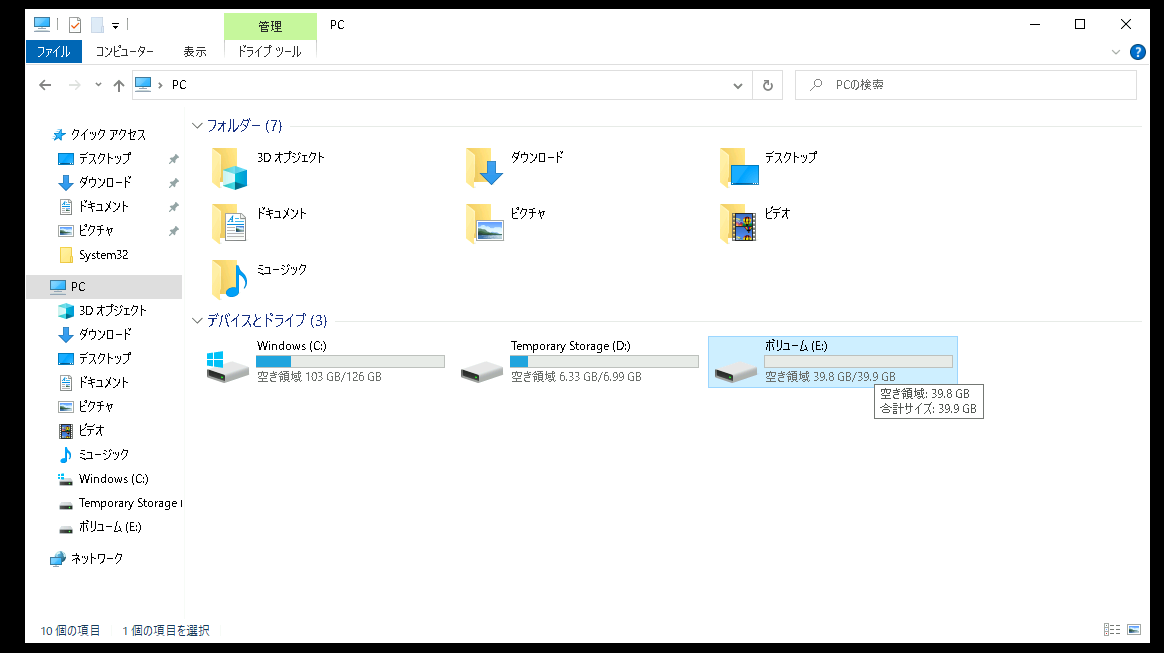 管理
PC
ファイル
コンピューター
表示
ドライブ ツール
PC
PCの検索
クイック アクセス
デスクトップ
ダウンロード
ドキュメント
ピクチャ
System32
PC
3D オブジェクト
ダウンロード
デスクトップ
ドキュメント
ピクチャ
ビデオ
ミュージック
Windows (C:)
Temporary Storage (
ボリューム (E:)
ネットワーク
フォルダー (7)
3D オブジェクト
ダウンロード
デスクトップ
ドキュメント
ピクチャ
ビデオ
ミュージック
デバイスとドライブ (3)
Windows (C:)
空き領域 103 GB/126 GB
Temporary Storage (D:)
空き領域 6.33 GB/6.99 GB
ボリューム (E:)
空き領域 39.8 GB/39.9 GB
空き領域: 39.8 GB
合計サイズ: 39.9 GB
10 個の項目
1 個の項目を選択